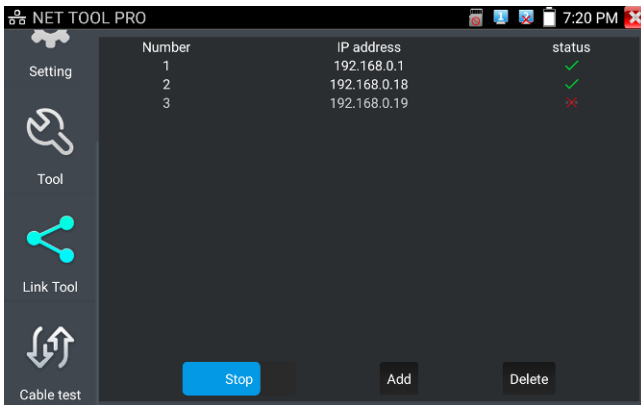 NET TOOL PRO 1 7:20 PM
Setting
Tool
Link Tool
Cable test
Number IP address status
1 192.168.0.1
2 192.168.0.18
3 192.168.0.19
Stop Add Delete